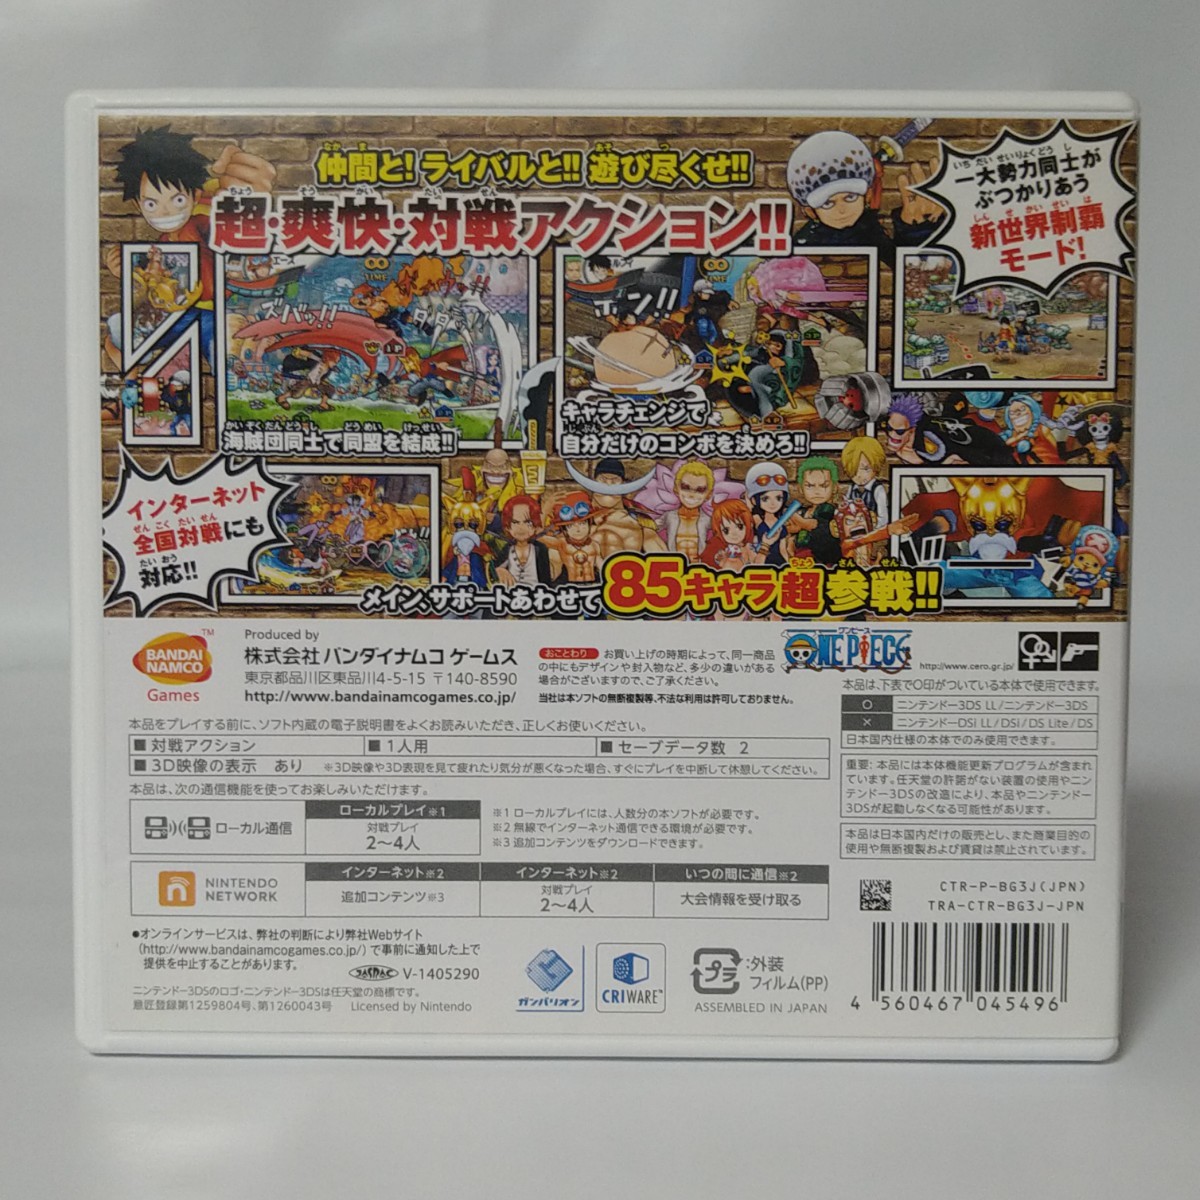 仲間と!ライバルと!!遊び尽くせ!!
超・爽快・対戦アクション!!
一大勢力同士が
ぶつかりあう
新世界制覇
モード!
エース
ズバッ!!
海賊団同士で同盟を結成!!
キャラチェンジで
自分だけのコンボを決めろ!!
インターネット
全国対戦にも
対応!!
メイン、サポートあわせて85キャラ超参戦!!
BANDAI
NAMCO
Games
TM
Produced by
株式会社バンダイナムコゲームス
東京都品川区東品川4-5-15 〒140-8590
http://www.bandainamcogames.co.jp/
おことわり お買い上げの時期によって、同一商品
の中にもデザインや封入物など、多少の違いがある
場合がございますので、ご了承ください。
当社は本ソフトの無断複製等、不法な利用は許可しておりません。
ワンピース
ONE PIECE
http://www.cero.gr.jp/
本品は、下表で○印がついている本体で使用できます。
○ ニンテンドー3DS LL/ニンテンドー3DS
× ニンテンドーDSi LL/DSi/DS Lite/DS
日本国内仕様の本体でのみ使用できます。
重要:本品には本体機能更新プログラムが含まれ
ています。任天堂の許諾がない装置の使用やニン
テンドー3DSの改造により、本品やニンテンドー
3DSが起動しなくなる可能性があります。
本品は日本国内だけの販売とし、また商業目的の
使用や無断複製および賃貸は禁止されています。
本品をプレイする前に、ソフト内蔵の電子説明書をよくお読みいただき、正しくお使いください。
■対戦アクション ■1人用 ■セーブデータ数 2
■3D映像の表示 あり ※3D映像や3D表現を見て疲れたり気分が悪くなった場合、すぐにプレイを中断して休憩してください。
本品は、次の通信機能を使ってお楽しみいただけます。
ローカル通信
ローカルプレイ※1
対戦プレイ
2〜4人
※1 ローカルプレイには、人数分の本ソフトが必要です。
※2 無線でインターネット通信できる環境が必要です。
※3 追加コンテンツをダウンロードできます。
NINTENDO
NETWORK
インターネット※2
追加コンテンツ※3
インターネット※2
対戦プレイ
2〜4人
いつの間に通信※2
大会情報を受け取る
●オンラインサービスは、弊社の判断により弊社Webサイト
(http://www.bandainamcogames.co.jp/)で事前に通知した上で
提供を中止することがあります。
JASRAC V-1405290
ニンテンドー3DSのロゴ・ニンテンドー3DSは任天堂の商標です。
意匠登録第1259804号、第1260043号 Licensed by Nintendo
ガンバリオン
CRIWARE™
プラ
:外装
フィルム(PP)
ASSEMBLED IN JAPAN
CTR-P-BG3J(JPN)
TRA-CTR-BG3J-JPN
4 560467 045496